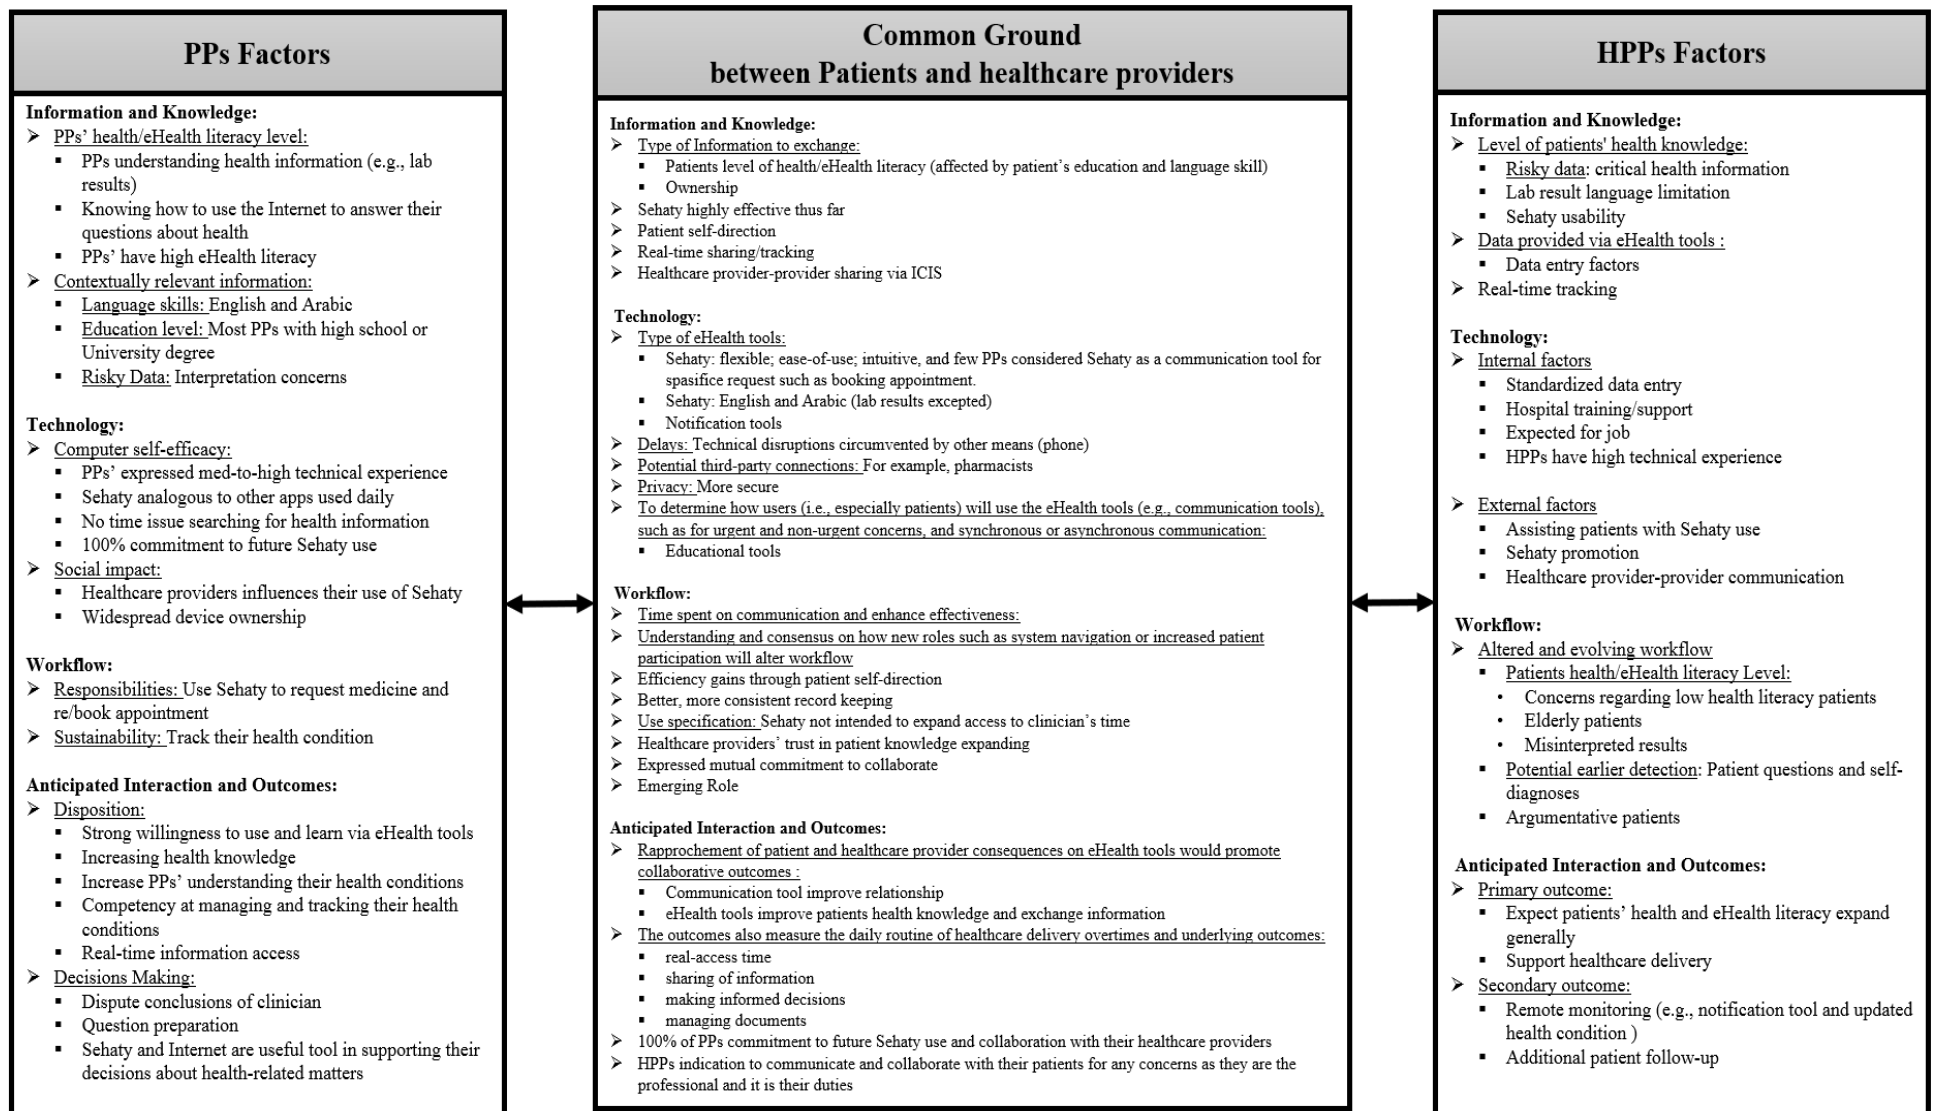 PPs Factors
Information and Knowledge:
➢ PPs' health/eHealth literacy level:
▪ PPs understanding health information (e.g., lab
results)
▪ Knowing how to use the Internet to answer their
questions about health
▪ PPs' have high eHealth literacy
➢ Contextually relevant information:
▪ Language skills: English and Arabic
▪ Education level: Most PPs with high school or
University degree
▪ Risky Data: Interpretation concerns
Technology:
➢ Computer self-efficacy:
▪ PPs' expressed med-to-high technical experience
▪ Sehaty analogous to other apps used daily
▪ No time issue searching for health information
▪ 100% commitment to future Sehaty use
➢ Social impact:
▪ Healthcare providers influences their use of Sehaty
▪ Widespread device ownership
Workflow:
➢ Responsibilities: Use Sehaty to request medicine and
re/book appointment
➢ Sustainability: Track their health condition
Anticipated Interaction and Outcomes:
➢ Disposition:
▪ Strong willingness to use and learn via eHealth tools
▪ Increasing health knowledge
▪ Increase PPs' understanding their health conditions
▪ Competency at managing and tracking their health
conditions
▪ Real-time information access
➢ Decisions Making:
▪ Dispute conclusions of clinician
▪ Question preparation
▪ Sehaty and Internet are useful tool in supporting their
decisions about health-related matters
Common Ground
between Patients and healthcare providers
Information and Knowledge:
➢ Type of Information to exchange:
▪ Patients level of health/eHealth literacy (affected by patient's education and language skill)
▪ Ownership
➢ Sehaty highly effective thus far
➢ Patient self-direction
➢ Real-time sharing/tracking
➢ Healthcare provider-provider sharing via ICIS
Technology:
➢ Type of eHealth tools:
▪ Sehaty: flexible; ease-of-use; intuitive, and few PPs considered Sehaty as a communication tool for
spasifice request such as booking appointment.
▪ Sehaty: English and Arabic (lab results excepted)
▪ Notification tools
➢ Delays: Technical disruptions circumvented by other means (phone)
➢ Potential third-party connections: For example, pharmacists
➢ Privacy: More secure
➢ To determine how users (i.e., especially patients) will use the eHealth tools (e.g., communication tools),
such as for urgent and non-urgent concerns, and synchronous or asynchronous communication:
▪ Educational tools
Workflow:
➢ Time spent on communication and enhance effectiveness:
➢ Understanding and consensus on how new roles such as system navigation or increased patient
participation will alter workflow
➢ Efficiency gains through patient self-direction
➢ Better, more consistent record keeping
➢ Use specification: Sehaty not intended to expand access to clinician's time
➢ Healthcare providers' trust in patient knowledge expanding
➢ Expressed mutual commitment to collaborate
➢ Emerging Role
Anticipated Interaction and Outcomes:
➢ Rapprochement of patient and healthcare provider consequences on eHealth tools would promote
collaborative outcomes :
▪ Communication tool improve relationship
▪ eHealth tools improve patients health knowledge and exchange information
➢ The outcomes also measure the daily routine of healthcare delivery overtimes and underlying outcomes:
▪ real-access time
▪ sharing of information
▪ making informed decisions
▪ managing documents
➢ 100% of PPs commitment to future Sehaty use and collaboration with their healthcare providers
➢ HPPs indication to communicate and collaborate with their patients for any concerns as they are the
professional and it is their duties
HPPs Factors
Information and Knowledge:
➢ Level of patients' health knowledge:
▪ Risky data: critical health information
▪ Lab result language limitation
▪ Sehaty usability
➢ Data provided via eHealth tools :
▪ Data entry factors
➢ Real-time tracking
Technology:
➢ Internal factors
▪ Standardized data entry
▪ Hospital training/support
▪ Expected for job
▪ HPPs have high technical experience
➢ External factors
▪ Assisting patients with Sehaty use
▪ Sehaty promotion
▪ Healthcare provider-provider communication
Workflow:
➢ Altered and evolving workflow
▪ Patients health/eHealth literacy Level:
• Concerns regarding low health literacy patients
• Elderly patients
• Misinterpreted results
▪ Potential earlier detection: Patient questions and self-
diagnoses
▪ Argumentative patients
Anticipated Interaction and Outcomes:
➢ Primary outcome:
▪ Expect patients' health and eHealth literacy expand
generally
▪ Support healthcare delivery
➢ Secondary outcome:
▪ Remote monitoring (e.g., notification tool and updated
health condition )
▪ Additional patient follow-up